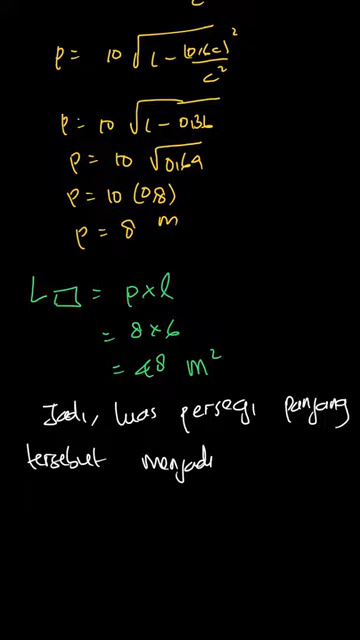 c
p = 10 √(1 - (0,6c)²/c²)
p = 10 √(1 - 0,36)
p = 10 √0,64
p = 10 (0,8)
p = 8 m
L▭ = p x l
= 8 x 6
= 48 m²
Jadi, luas persegi panjang
tersebut menjadi